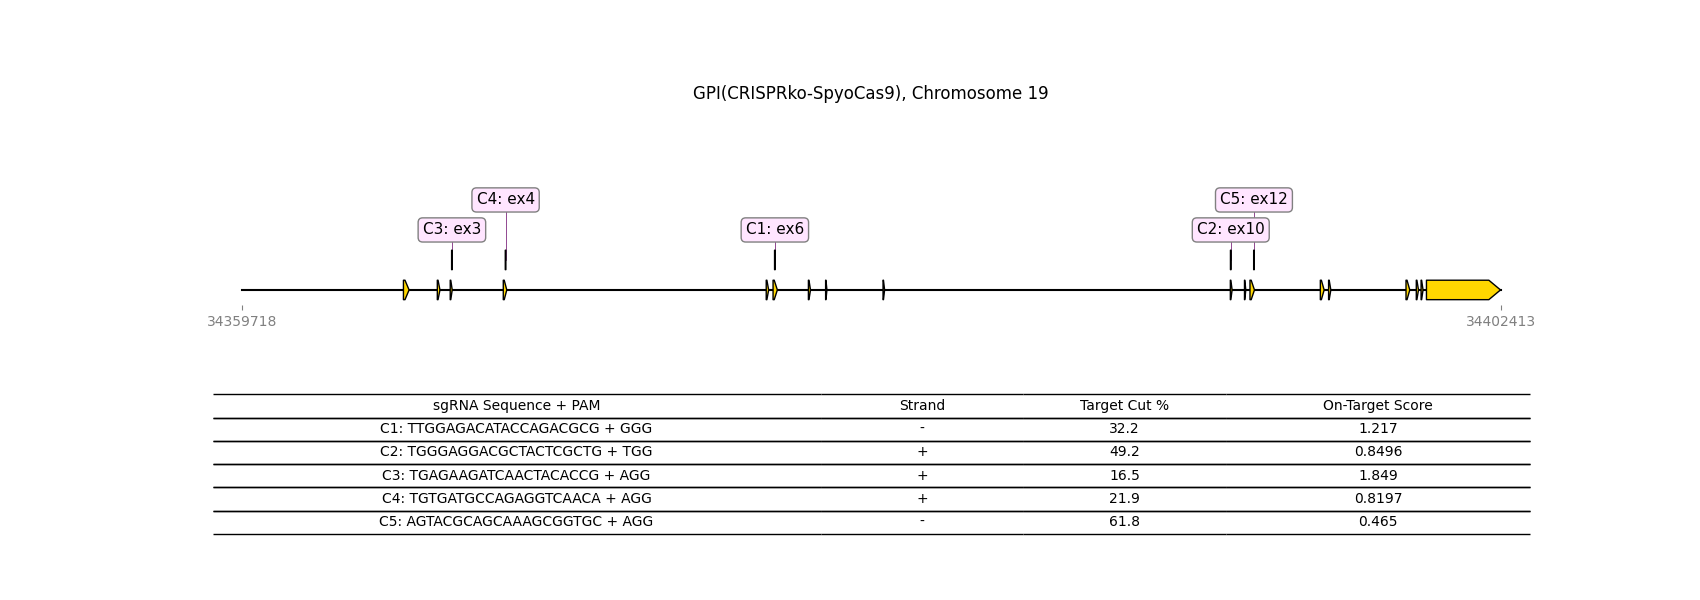 GPI(CRISPRko-SpyoCas9), Chromosome 19
C4: ex4
C5: ex12
C3: ex3
C1: ex6
C2: ex10
34359718
34402413
sgRNA Sequence + PAM Strand Target Cut % On-Target Score
C1: TTGGAGACATACCAGACGCG + GGG - 32.2 1.217
C2: TGGGAGGACGCTACTCGCTG + TGG + 49.2 0.8496
C3: TGAGAAGATCAACTACACCG + AGG + 16.5 1.849
C4: TGTGATGCCAGAGGTCAACA + AGG + 21.9 0.8197
C5: AGTACGCAGCAAAGCGGTGC + AGG - 61.8 0.465